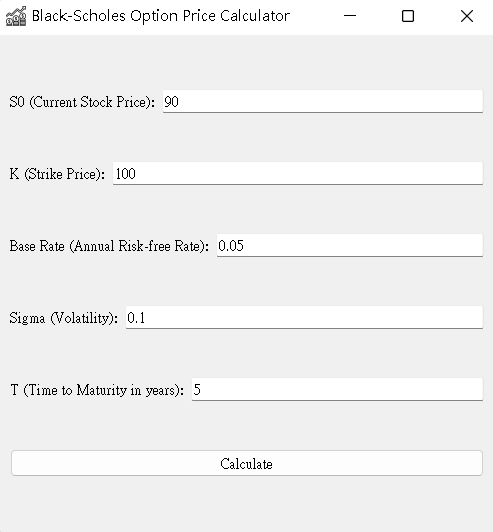 Black-Scholes Option Price Calculator
S0 (Current Stock Price): 90
K (Strike Price): 100
Base Rate (Annual Risk-free Rate): 0.05
Sigma (Volatility): 0.1
T (Time to Maturity in years): 5
Calculate